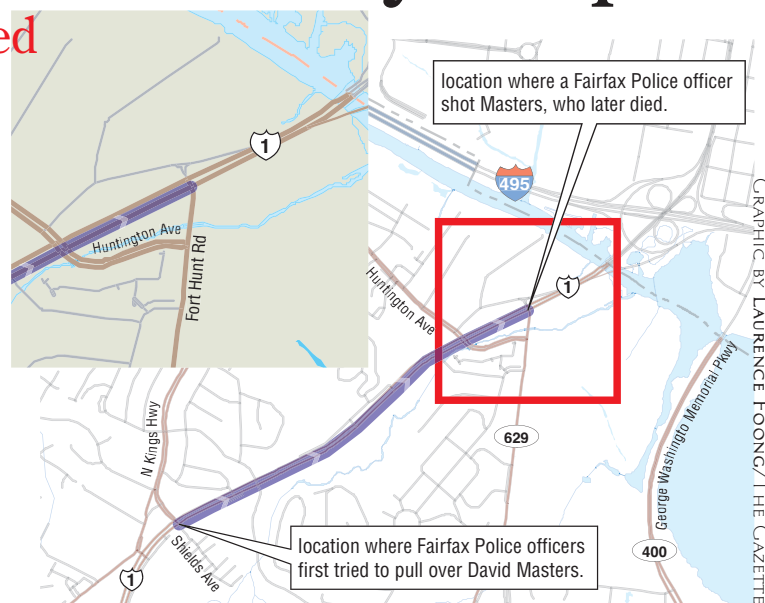 ed
1
Huntington Ave
Fort Hunt Rd
location where a Fairfax Police officer
shot Masters, who later died.
495
1
Huntington Ave
N Kings Hwy
629
George Washingto Memorial Pkwy
400
Shields Ave
1
location where Fairfax Police officers
first tried to pull over David Masters.
GRAPHIC BY LAURENCE FOONG/THE GAZETTE